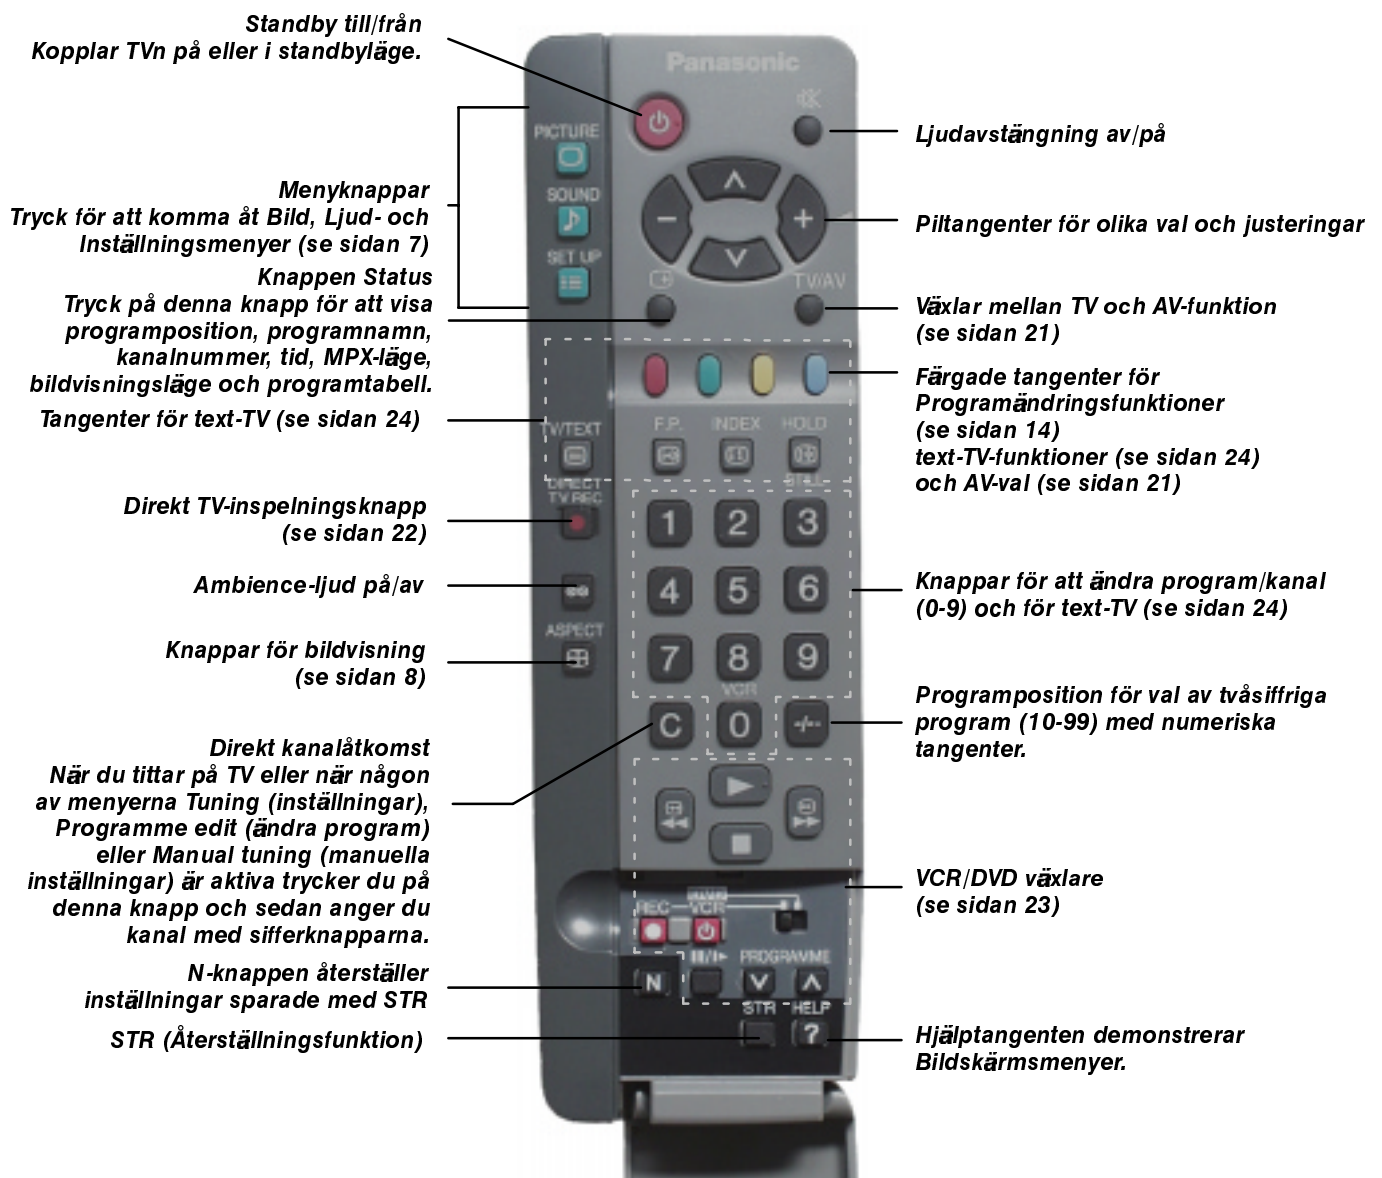 Standby till/från
Kopplar TVn på eller i standbyläge.
Menyknappar
Tryck för att komma åt Bild, Ljud- och
Inställningsmenyer (se sidan 7)
Knappen Status
Tryck på denna knapp för att visa
programposition, programnamn,
kanalnummer, tid, MPX-läge,
bildvisningsläge och programtabell.
Tangenter för text-TV (se sidan 24)
Direkt TV-inspelningsknapp
(se sidan 22)
Ambience-ljud på/av
Knappar för bildvisning
(se sidan 8)
Direkt kanalåtkomst
När du tittar på TV eller när någon
av menyerna Tuning (inställningar),
Programme edit (ändra program)
eller Manual tuning (manuella
inställningar) är aktiva trycker du på
denna knapp och sedan anger du
kanal med sifferknapparna.
N-knappen återställer
inställningar sparade med STR
STR (Återställningsfunktion)
Panasonic
PICTURE
SOUND
SET UP
TV/AV
TV/TEXT
F.P.
INDEX
HOLD
STILL
DIRECT
TV REC
1 2 3
4 5 6
ASPECT
7 8 9
VCR
C 0 -/--
REC VCR
PROGRAMME
N
STR HELP
?
Ljudavstängning av/på
Piltangenter för olika val och justeringar
Växlar mellan TV och AV-funktion
(se sidan 21)
Färgade tangenter för
Programändringsfunktioner
(se sidan 14)
text-TV-funktioner (se sidan 24)
och AV-val (se sidan 21)
Knappar för att ändra program/kanal
(0-9) och för text-TV (se sidan 24)
Programposition för val av tvåsiffriga
program (10-99) med numeriska
tangenter.
VCR/DVD växlare
(se sidan 23)
Hjälptangenten demonstrerar
Bildskärmsmenyer.